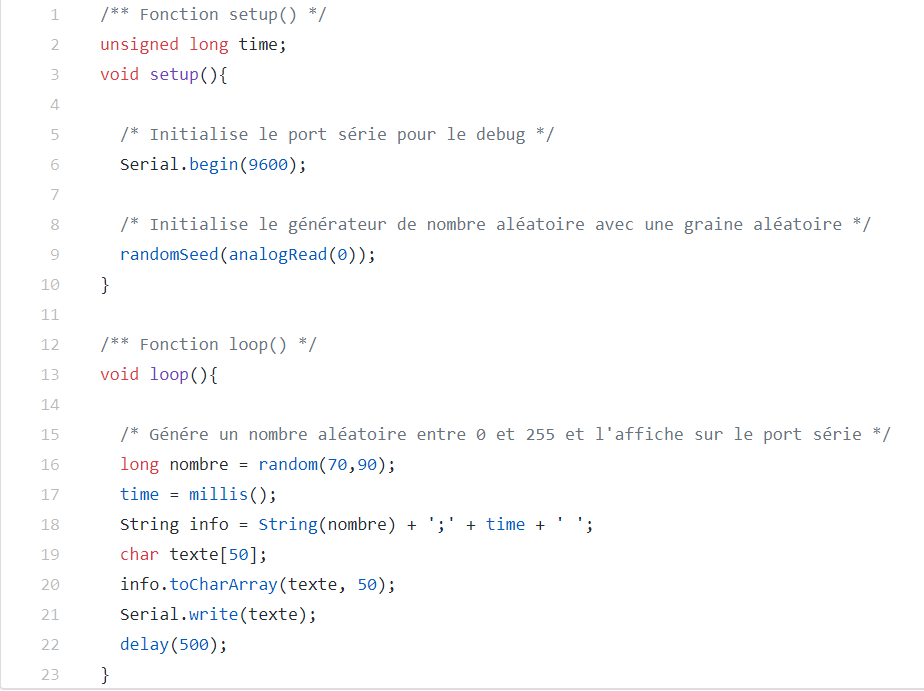 1 /** Fonction setup() */
2 unsigned long time;
3 void setup(){
4
5 /* Initialise le port série pour le debug */
6 Serial.begin(9600);
7
8 /* Initialise le générateur de nombre aléatoire avec une graine aléatoire */
9 randomSeed(analogRead(0));
10 }
11
12 /** Fonction loop() */
13 void loop(){
14
15 /* Génére un nombre aléatoire entre 0 et 255 et l'affiche sur le port série */
16 long nombre = random(70,90);
17 time = millis();
18 String info = String(nombre) + ';' + time + ' ';
19 char texte[50];
20 info.toCharArray(texte, 50);
21 Serial.write(texte);
22 delay(500);
23 }